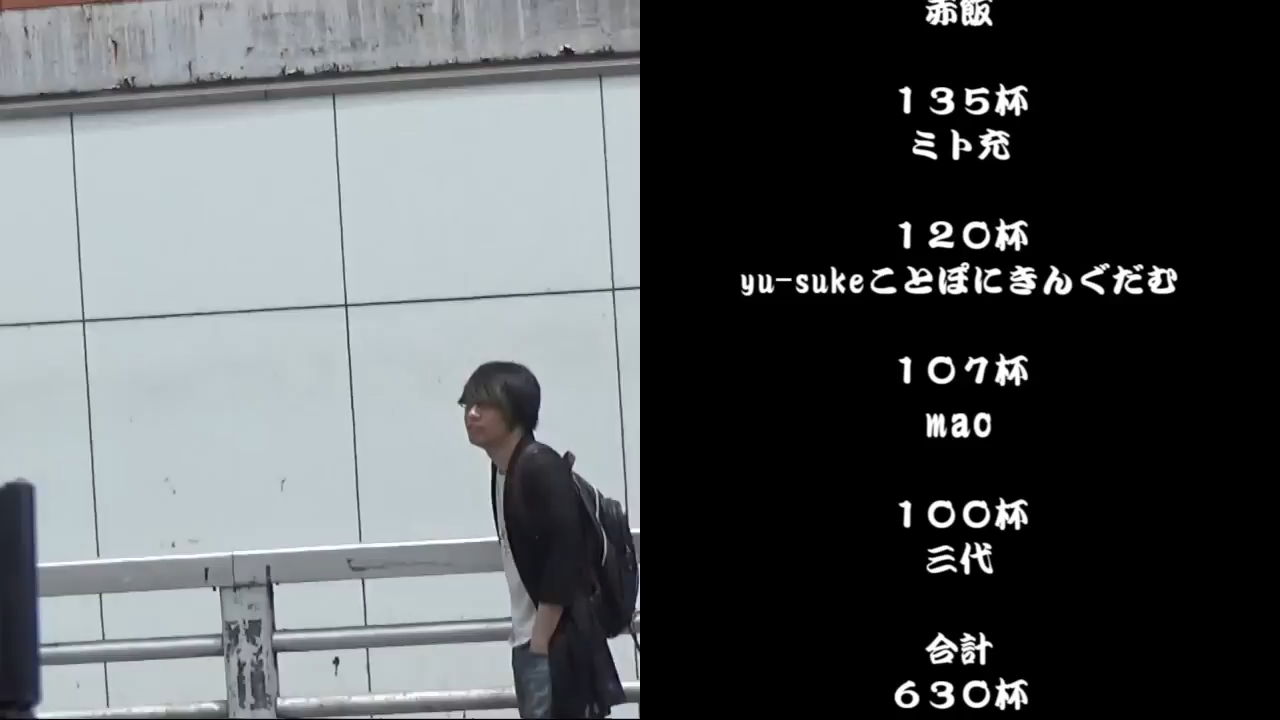 赤飯
１３５杯
ミト充
１２０杯
yu-sukeことぽにきんぐだむ
１０７杯
mao
１００杯
三代
合計
６３０杯